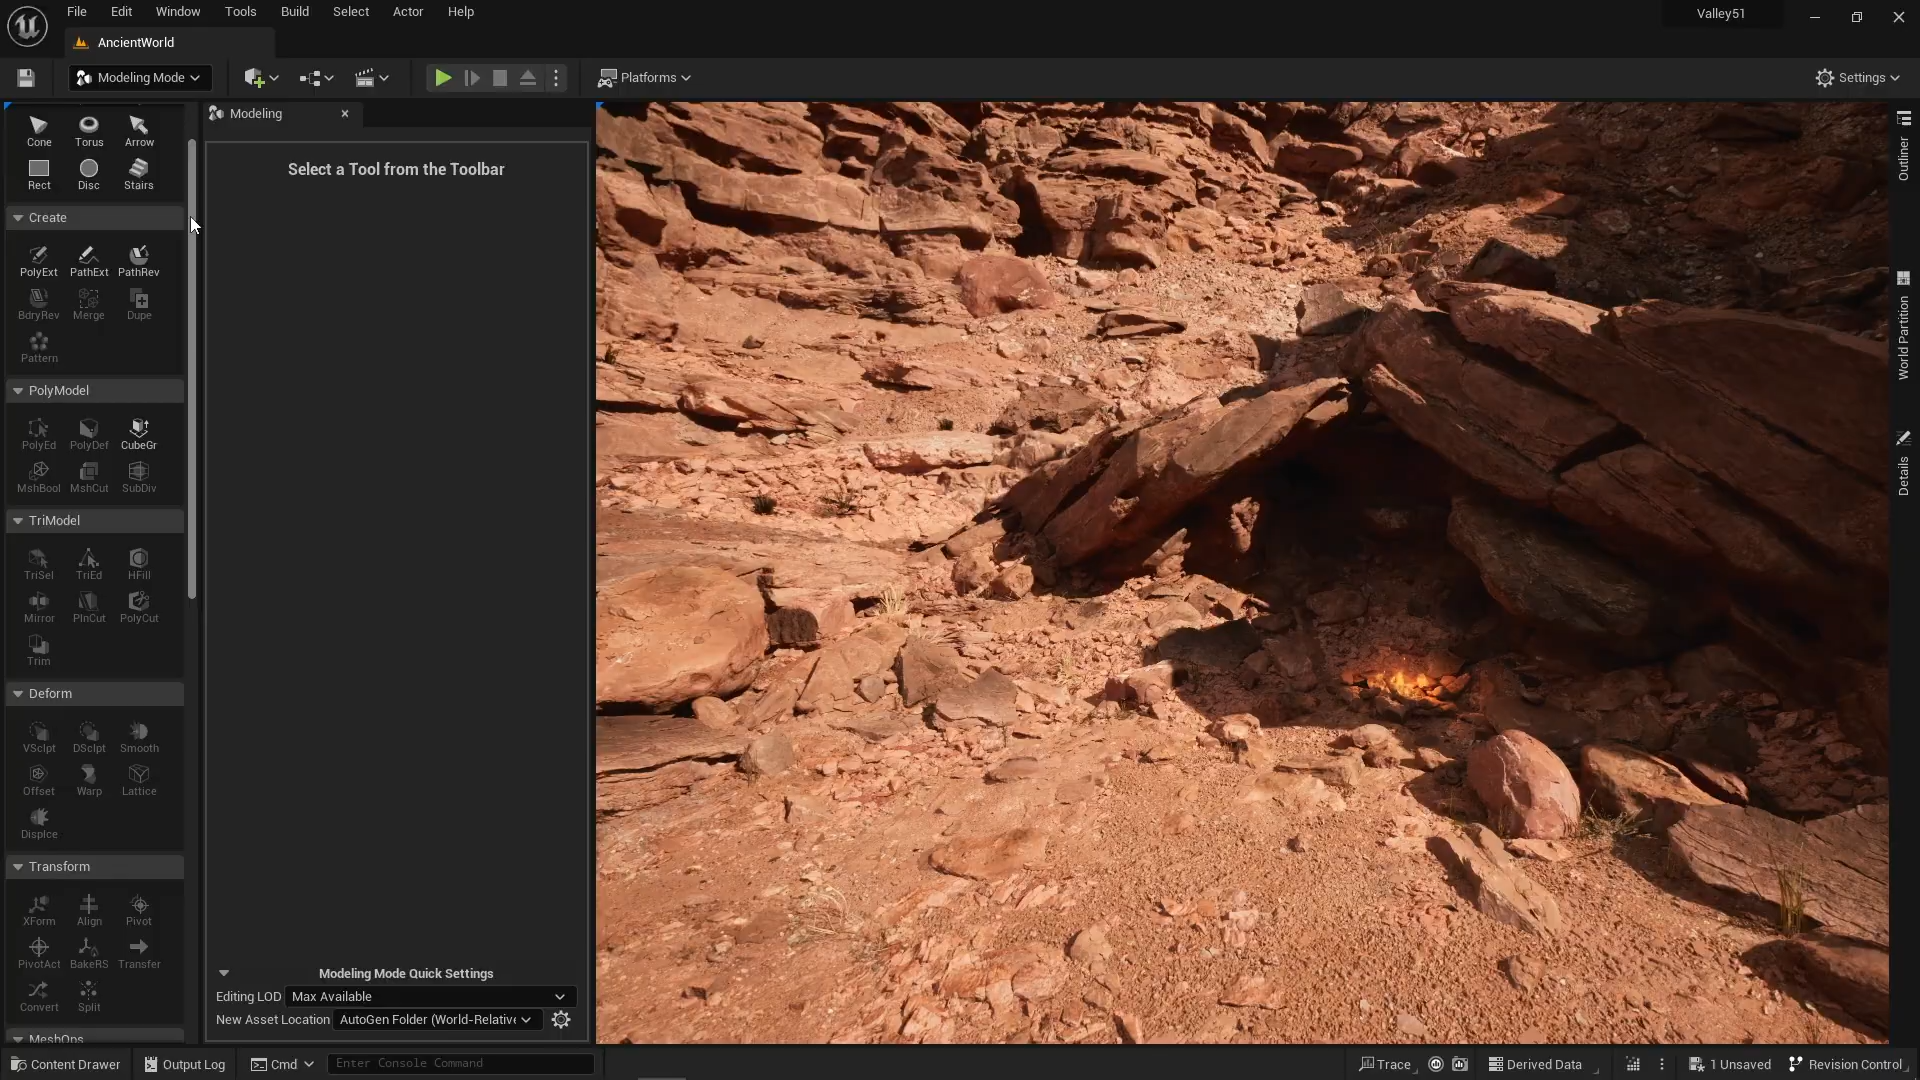 File Edit Window Tools Build Select Actor Help
Valley51
AncientWorld
Modeling Mode
Platforms
Settings
Modeling
Cone Torus Arrow
Rect Disc Stairs
Create
PolyExt PathExt PathRev
BdryRev Merge Dupe
Pattern
PolyModel
PolyEd PolyDef CubeGr
MshBool MshCut SubDiv
TriModel
TriSel TriEd HFill
Mirror PlnCut PolyCut
Trim
Deform
VSclpt DSclpt Smooth
Offset Warp Lattice
Displce
Transform
XForm Align Pivot
PivotAct BakeRS Transfer
Convert Split
MeshOps
Select a Tool from the Toolbar
Modeling Mode Quick Settings
Editing LOD Max Available
New Asset Location AutoGen Folder (World-Relative
Outliner
World Partition
Details
Content Drawer Output Log Cmd Enter Console Command
Trace Derived Data 1 Unsaved Revision Control